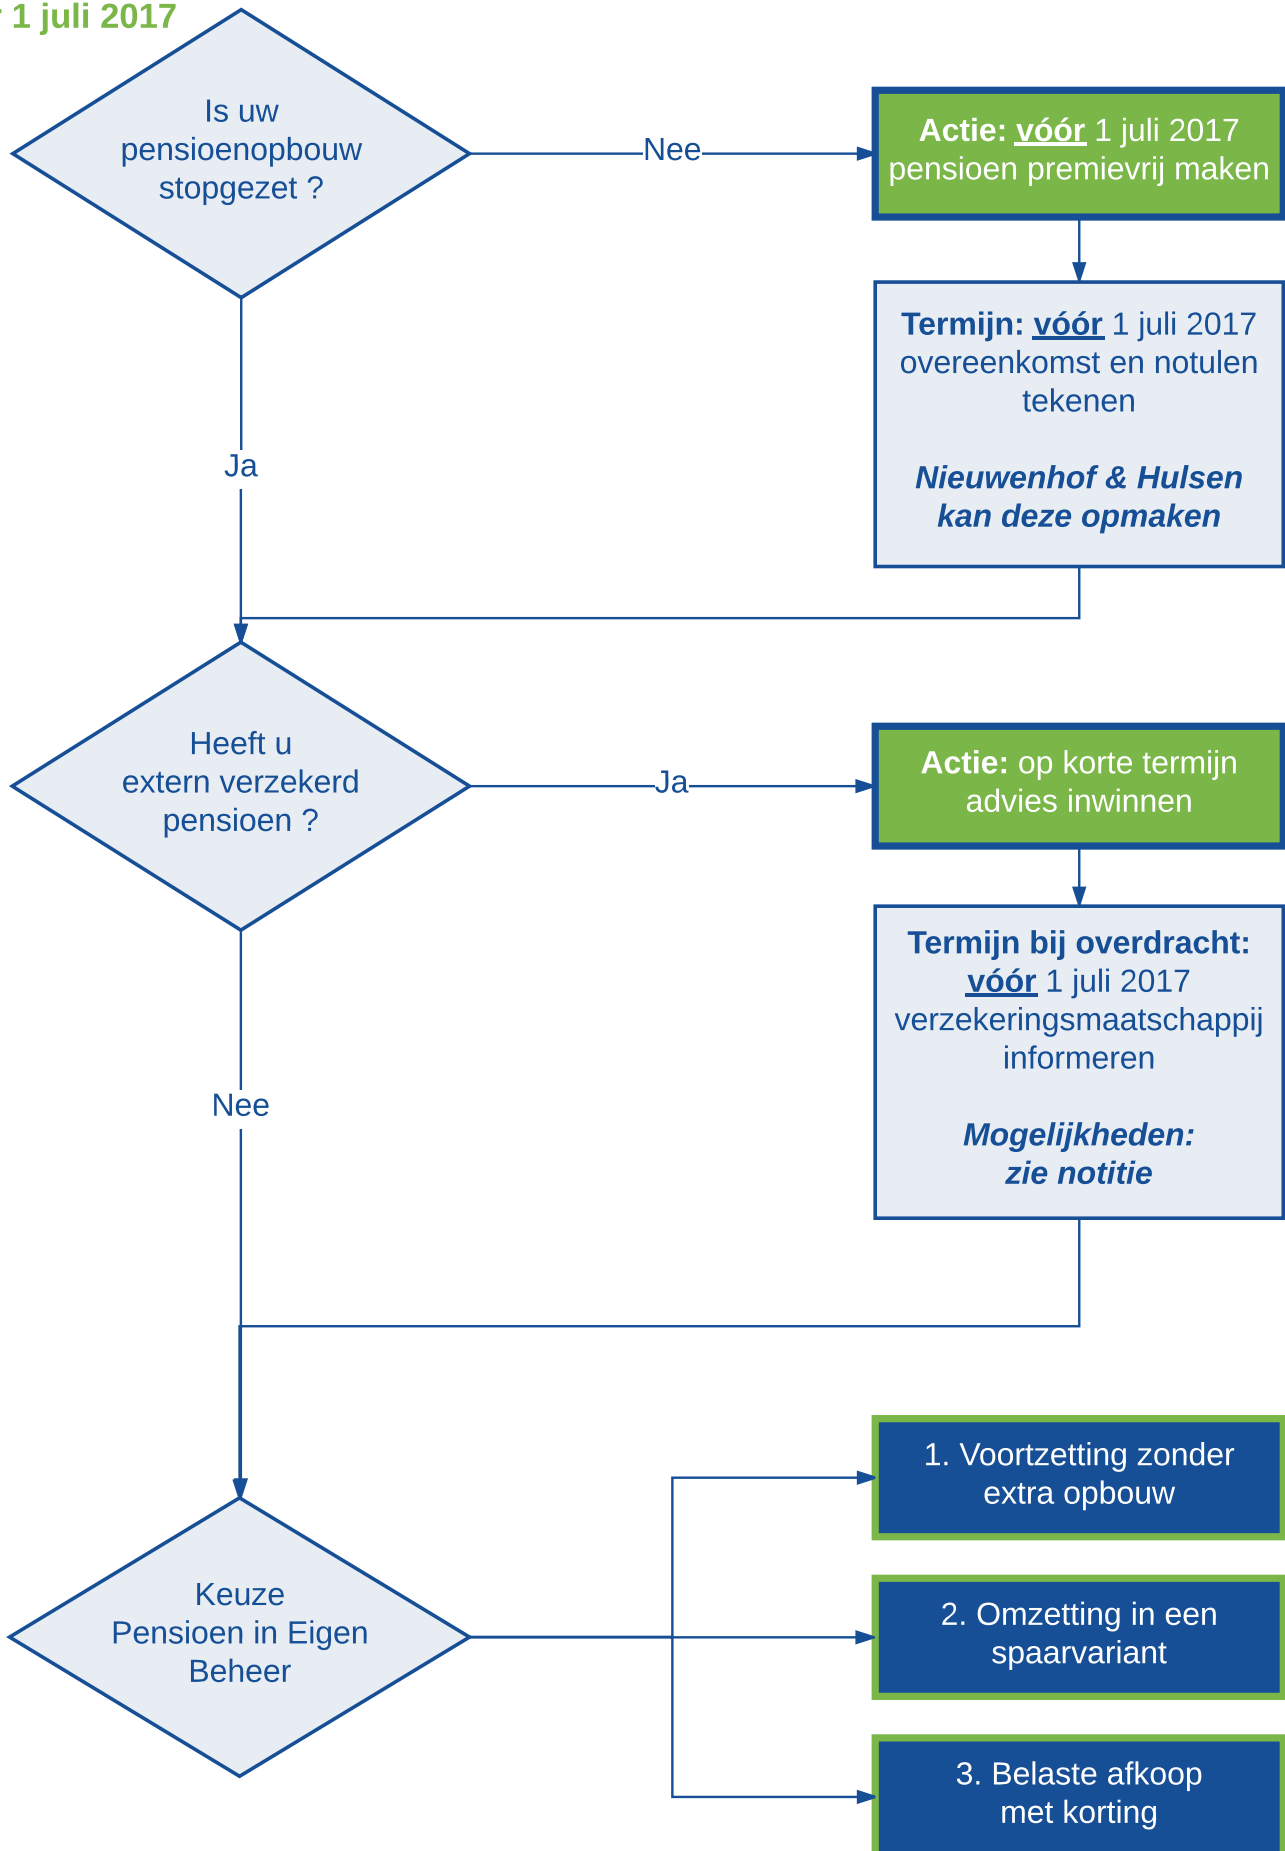 1 juli 2017
Is uw
pensioenopbouw
stopgezet ?
Nee
Actie: vóór 1 juli 2017
pensioen premievrij maken
Termijn: vóór 1 juli 2017
overeenkomst en notulen
tekenen
Nieuwenhof & Hulsen
kan deze opmaken
Ja
Heeft u
extern verzekerd
pensioen ?
Ja
Actie: op korte termijn
advies inwinnen
Termijn bij overdracht:
vóór 1 juli 2017
verzekeringsmaatschappij
informeren
Mogelijkheden:
zie notitie
Nee
Keuze
Pensioen in Eigen
Beheer
1. Voortzetting zonder
extra opbouw
2. Omzetting in een
spaarvariant
3. Belaste afkoop
met korting